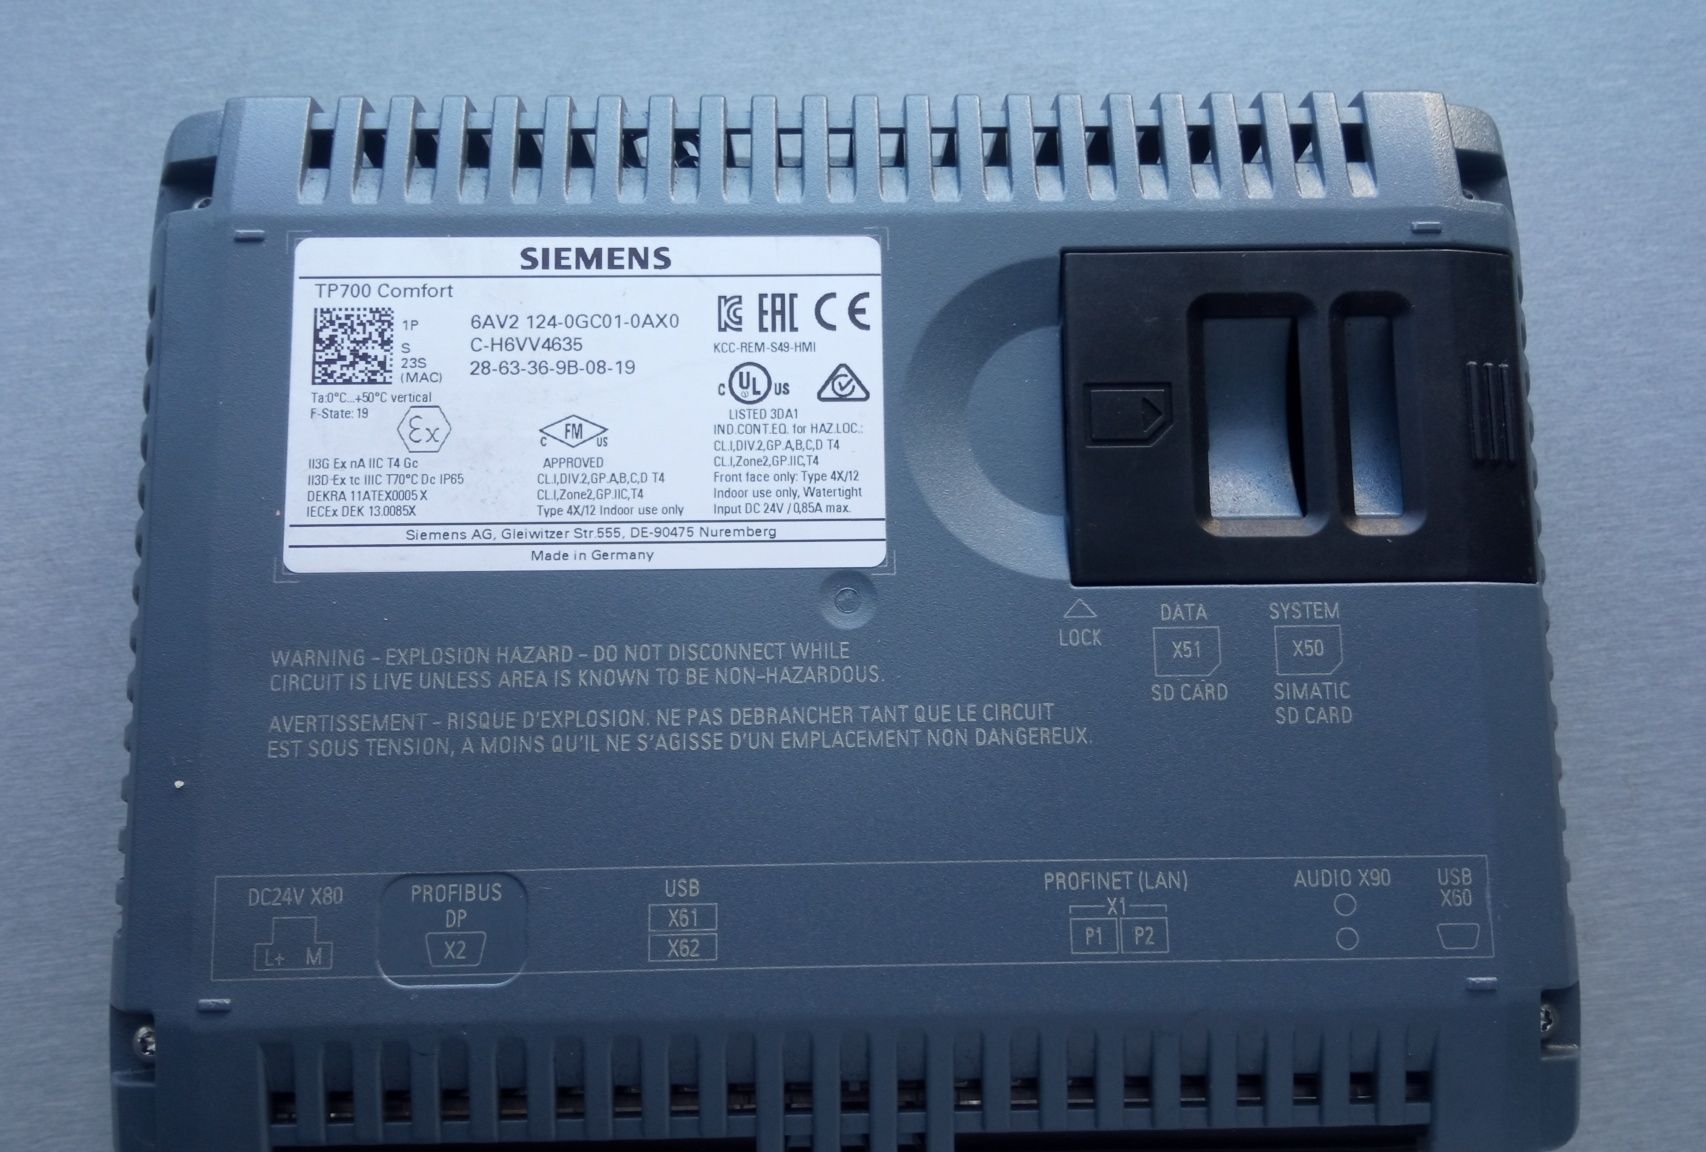 SIEMENS
TP700 Comfort
1P 6AV2 124-0GC01-0AX0
S C-H6VV4635
23S 28-63-36-9B-08-19
(MAC)
Ta:0°C...+50°C vertical
F-State: 19
Ex
II3G Ex nA IIC T4 Gc
II3D Ex tc IIIC T70°C Dc IP65
DEKRA 11ATEX0005 X
IECEx DEK 13.0085X
C FM US
APPROVED
CL.I,DIV.2,GP.A,B,C,D T4
CL.I,Zone2,GP.IIC,T4
Type 4X/12 Indoor use only
EAC CE
KCC-REM-S49-HMI
C UL US
LISTED 3DA1
IND.CONT.EQ. for HAZ.LOC.:
CL.I,DIV.2,GP.A,B,C,D T4
CL.I,Zone2,GP.IIC,T4
Front face only: Type 4X/12
Indoor use only, Watertight
Input DC 24V / 0,85A max.
Siemens AG, Gleiwitzer Str.555, DE-90475 Nuremberg
Made in Germany
LOCK
DATA
X51
SD CARD
SYSTEM
X50
SIMATIC
SD CARD
WARNING - EXPLOSION HAZARD - DO NOT DISCONNECT WHILE
CIRCUIT IS LIVE UNLESS AREA IS KNOWN TO BE NON-HAZARDOUS.
AVERTISSEMENT - RISQUE D'EXPLOSION. NE PAS DEBRANCHER TANT QUE LE CIRCUIT
EST SOUS TENSION, A MOINS QU'IL NE S'AGISSE D'UN EMPLACEMENT NON DANGEREUX.
DC24V X80
L+ M
PROFIBUS
DP
X2
USB
X61
X62
PROFINET (LAN)
X1
P1 P2
AUDIO X90
USB
X60